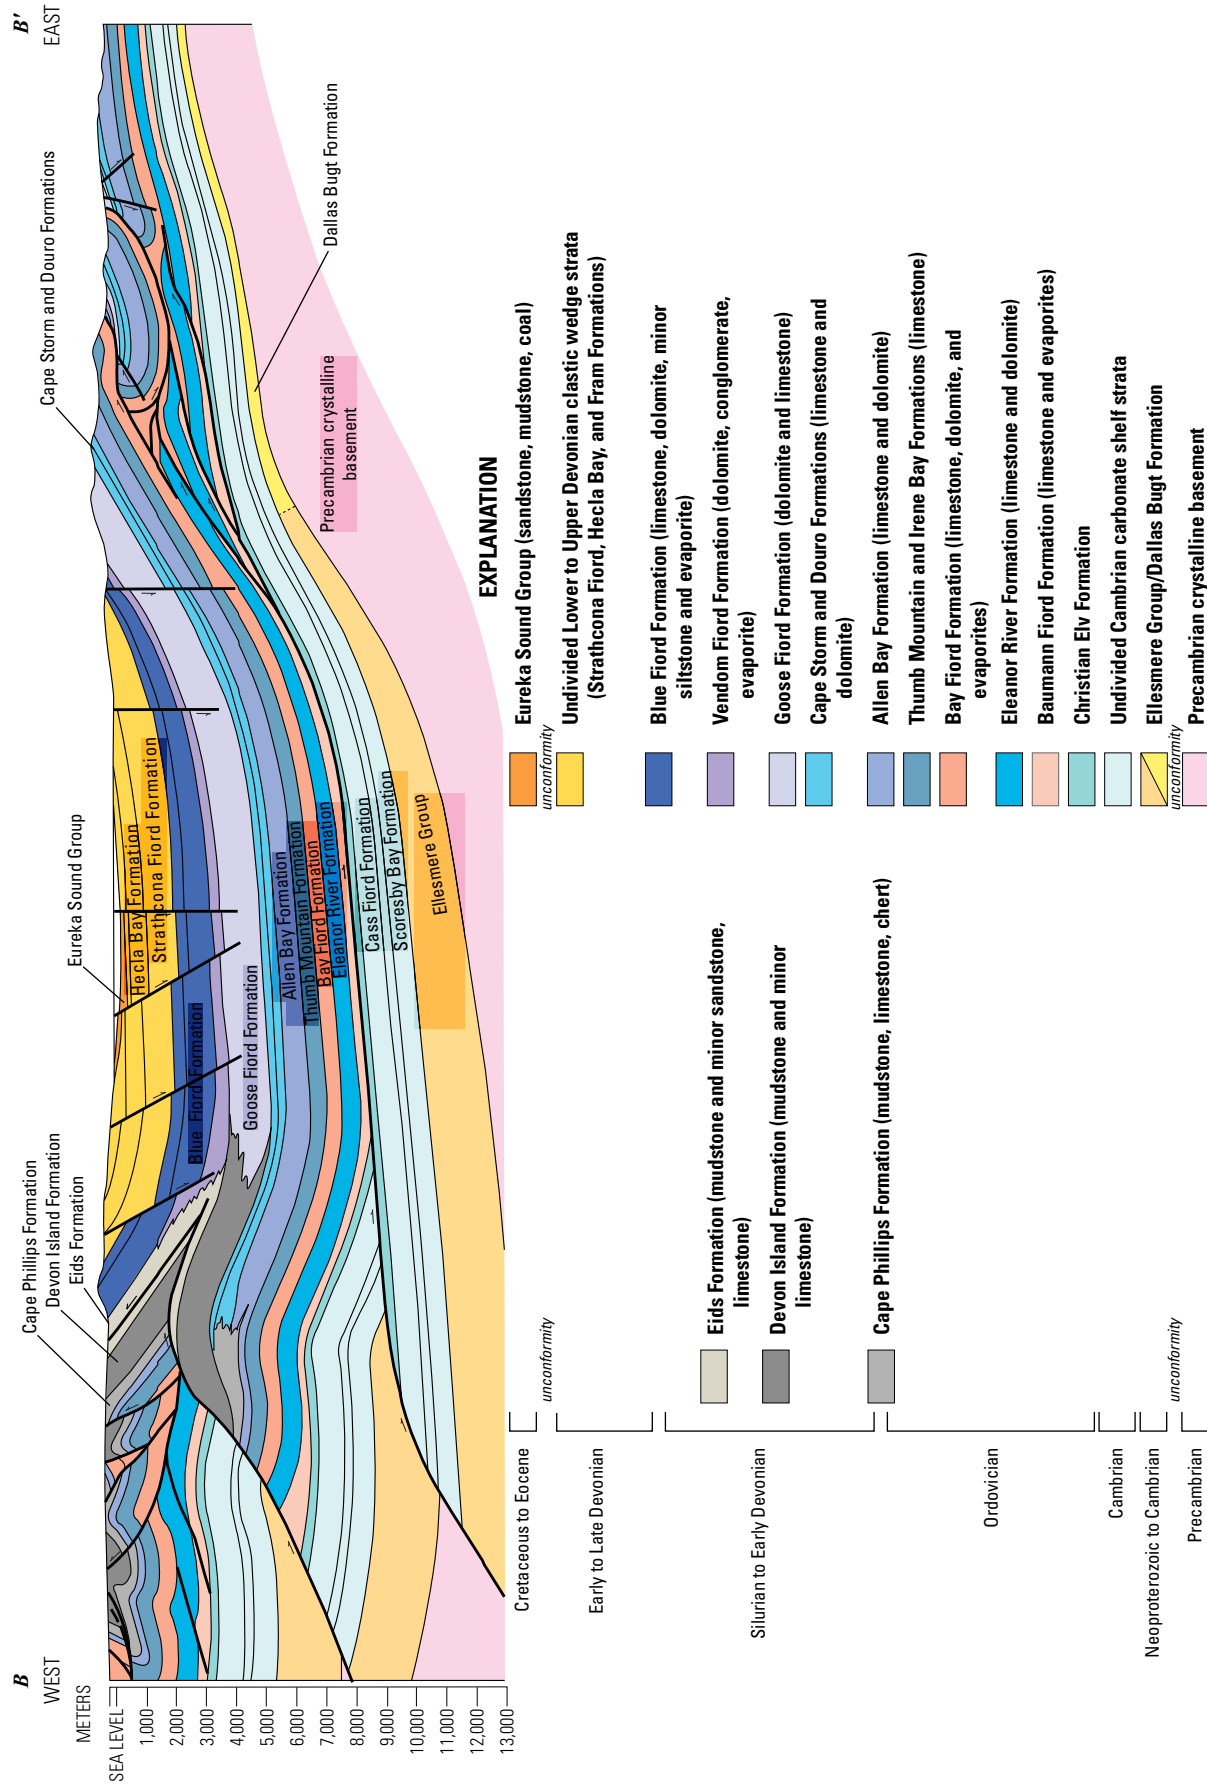 B
WEST
B′
EAST
METERS
SEA LEVEL
1,000
2,000
3,000
4,000
5,000
6,000
7,000
8,000
9,000
10,000
11,000
12,000
13,000
Cape Phillips Formation
Devon Island Formation
Eids Formation
Eureka Sound Group
Cape Storm and Douro Formations
Hecla Bay Formation
Strathcona Fiord Formation
Blue Fiord Formation
Goose Fiord Formation
Allen Bay Formation
Thumb Mountain Formation
Bay Fiord Formation
Eleanor River Formation
Cass Fiord Formation
Scoresby Bay Formation
Ellesmere Group
Precambrian crystalline
basement
Dallas Bugt Formation
EXPLANATION
Cretaceous to Eocene
Eureka Sound Group (sandstone, mudstone, coal)
unconformity
unconformity
Early to Late Devonian
Undivided Lower to Upper Devonian clastic wedge strata
(Strathcona Fiord, Hecla Bay, and Fram Formations)
Silurian to Early Devonian
Blue Fiord Formation (limestone, dolomite, minor
siltstone and evaporite)
Eids Formation (mudstone and minor sandstone,
limestone)
Vendom Fiord Formation (dolomite, conglomerate,
evaporite)
Devon Island Formation (mudstone and minor
limestone)
Goose Fiord Formation (dolomite and limestone)
Cape Storm and Douro Formations (limestone and
dolomite)
Cape Phillips Formation (mudstone, limestone, chert)
Allen Bay Formation (limestone and dolomite)
Ordovician
Thumb Mountain and Irene Bay Formations (limestone)
Bay Fiord Formation (limestone, dolomite, and
evaporites)
Eleanor River Formation (limestone and dolomite)
Baumann Fiord Formation (limestone and evaporites)
Christian Elv Formation
Cambrian
Undivided Cambrian carbonate shelf strata
Neoproterozoic to Cambrian
Ellesmere Group/Dallas Bugt Formation
unconformity
unconformity
Precambrian
Precambrian crystalline basement